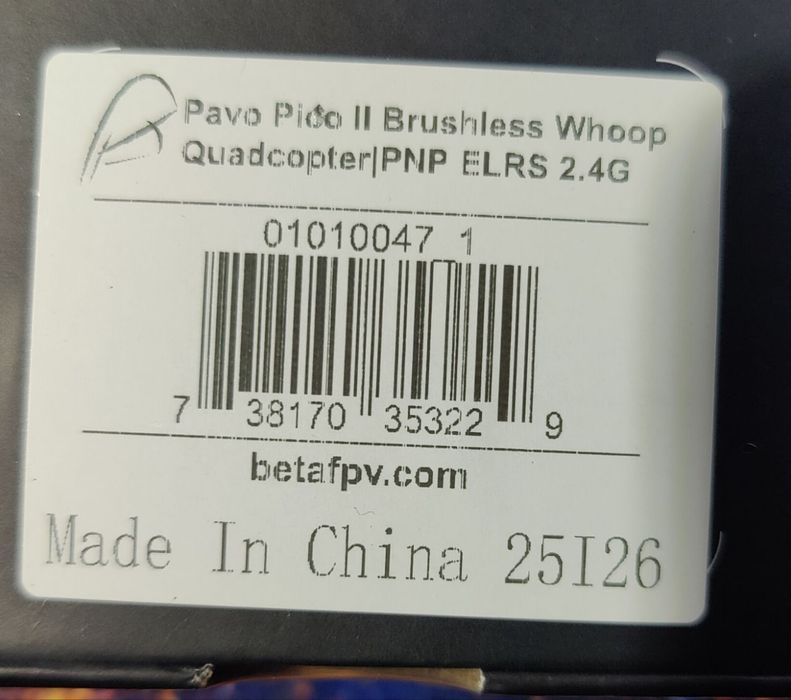 Pavo Pico II Brushless Whoop
Quadcopter|PNP ELRS 2.4G
01010047 1
7 38170 35322 9
betafpv.com
Made In China 25I26